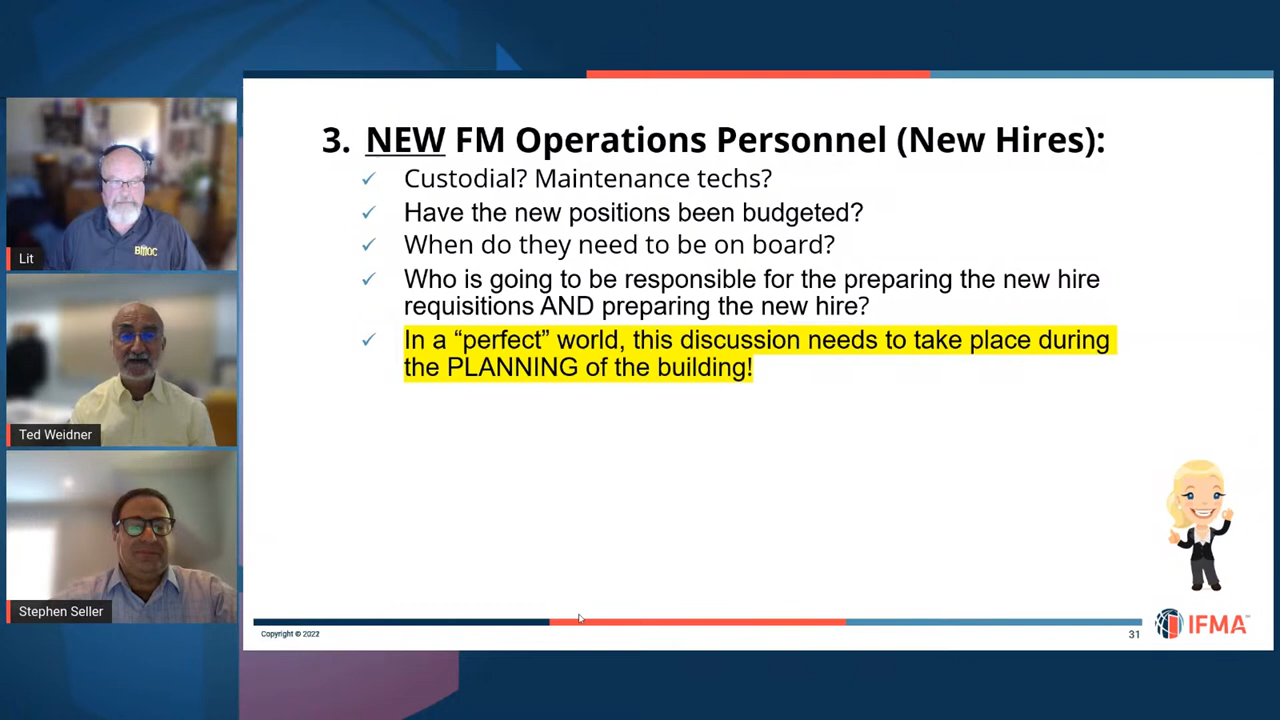 BMOC
Lit
Ted Weidner
Stephen Seller
3. NEW FM Operations Personnel (New Hires):
✓ Custodial? Maintenance techs?
✓ Have the new positions been budgeted?
✓ When do they need to be on board?
✓ Who is going to be responsible for the preparing the new hire
requisitions AND preparing the new hire?
✓ In a “perfect” world, this discussion needs to take place during
the PLANNING of the building!
Copyright © 2022
31
IFMA™